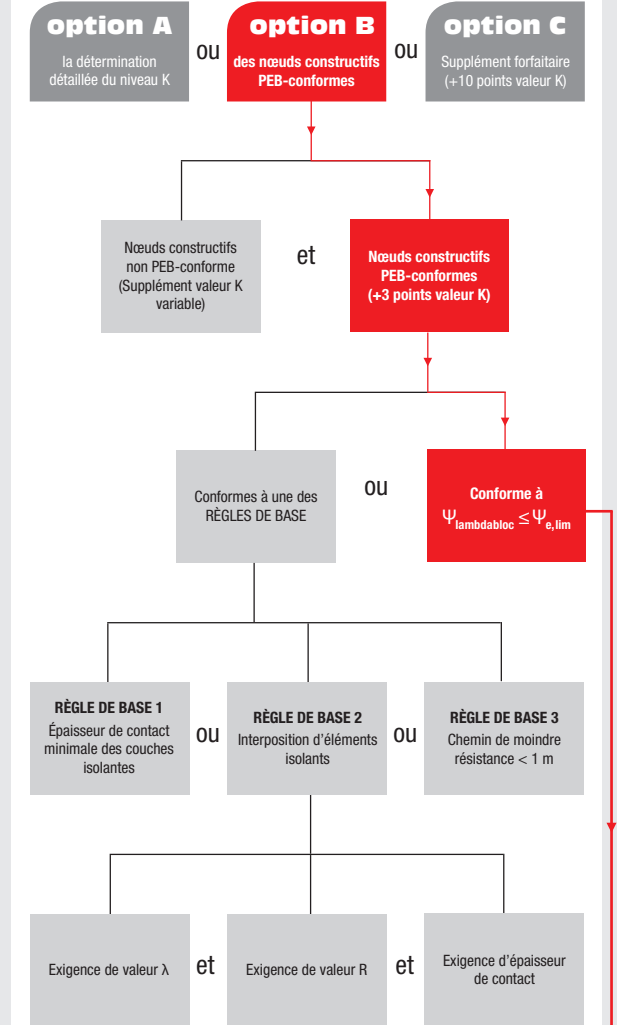 option A
la détermination
détaillée du niveau K
ou
option B
des nœuds constructifs
PEB-conformes
ou
option C
Supplément forfaitaire
(+10 points valeur K)
Nœuds constructifs
non PEB-conforme
(Supplément valeur K
variable)
et
Nœuds constructifs
PEB-conformes
(+3 points valeur K)
Conformes à une des
RÈGLES DE BASE
ou
Conforme à
Ψlambdabloc ≤ Ψe,lim
RÈGLE DE BASE 1
Épaisseur de contact
minimale des couches
isolantes
ou
RÈGLE DE BASE 2
Interposition d'éléments
isolants
ou
RÈGLE DE BASE 3
Chemin de moindre
résistance < 1 m
Exigence de valeur λ
et
Exigence de valeur R
et
Exigence d'épaisseur
de contact